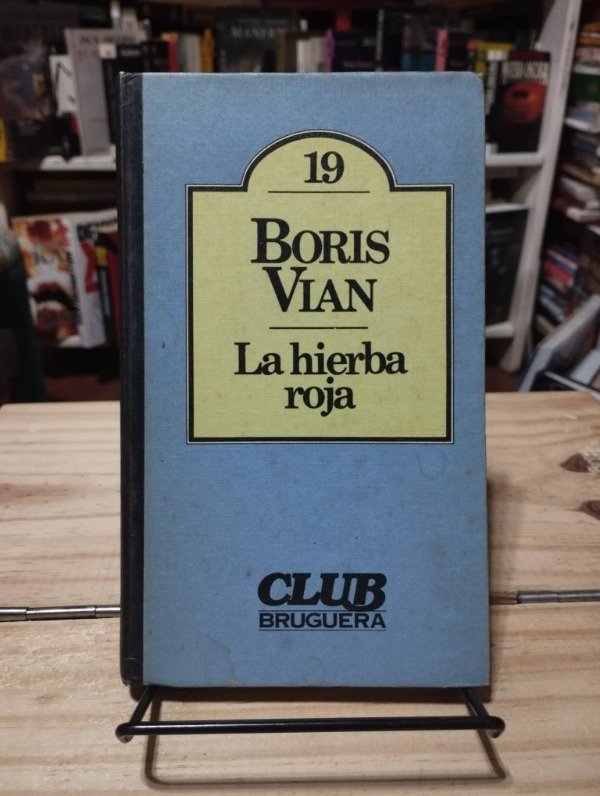 19
BORIS
VIAN
La hierba
roja
CLUB
BRUGUERA